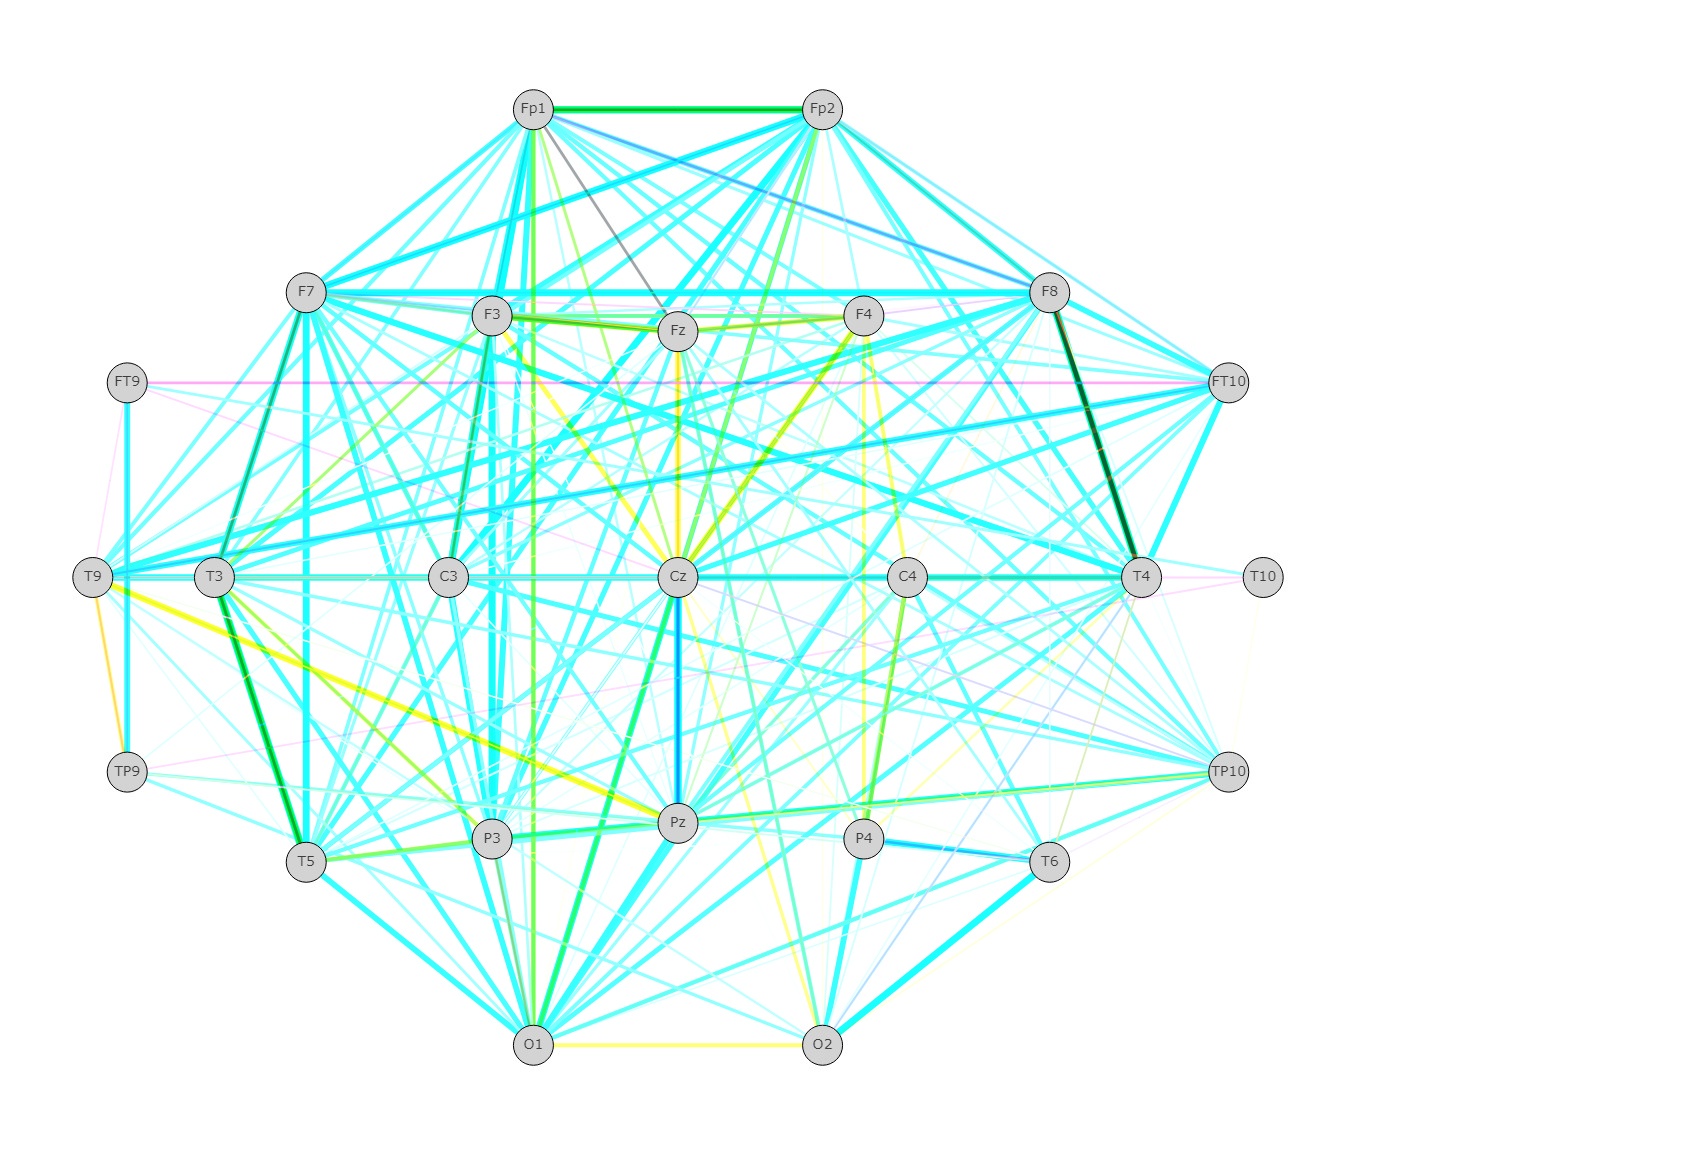 Fp1 Fp2
F7 F8
F3 Fz F4
FT9 FT10
T9 T3 C3 Cz C4 T4 T10
TP9 TP10
Pz
P3 P4
T5 T6
O1 O2